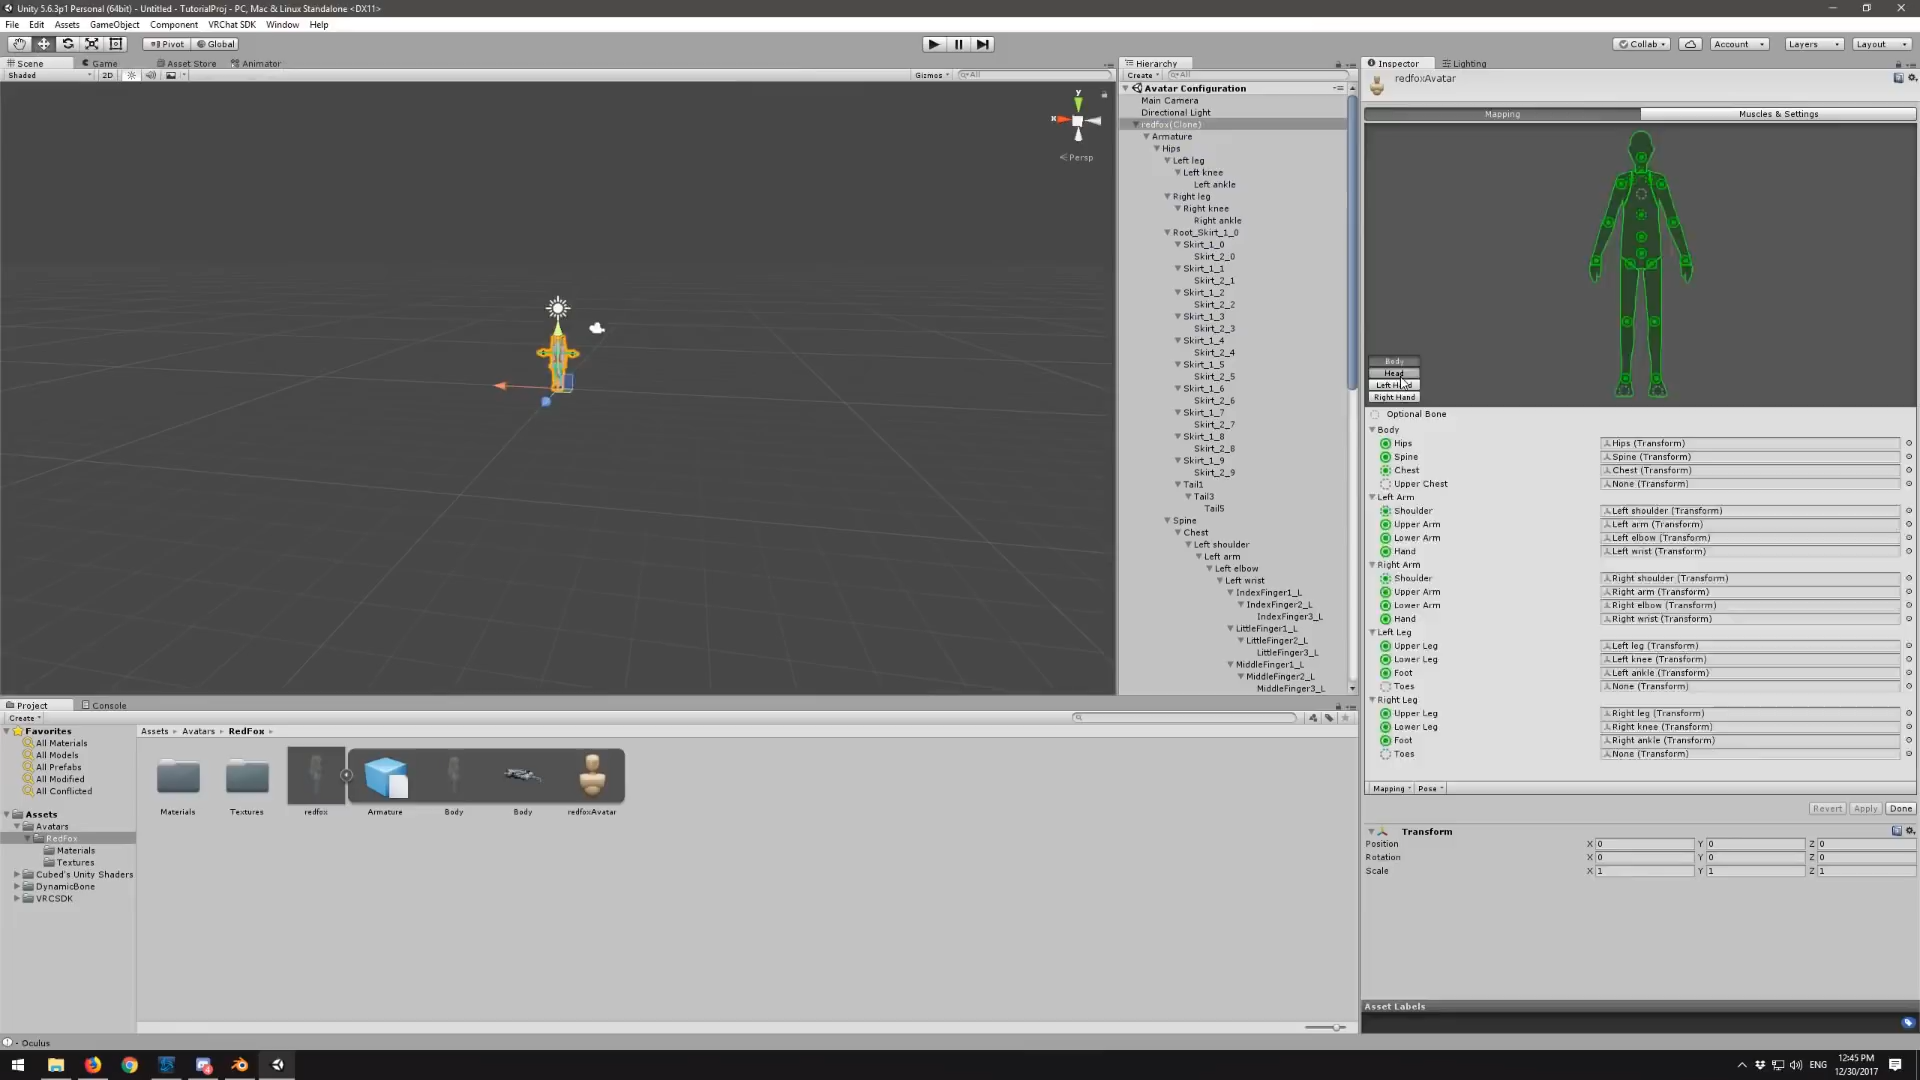 Unity 5.6.3p1 Personal (64bit) - Untitled - TutorialProj - PC, Mac & Linux Standalone <DX11>
File Edit Assets GameObject Component VRChat SDK Window Help
Pivot Global Collab Account Layers Layout
Scene Game Asset Store Animator
Shaded 2D Gizmos All
y
x
Persp
Hierarchy
Create All
Avatar Configuration
Main Camera
Directional Light
redfox(Clone)
Armature
Hips
Left leg
Left knee
Left ankle
Right leg
Right knee
Right ankle
Root_Skirt_1_0
Skirt_1_0
Skirt_2_0
Skirt_1_1
Skirt_2_1
Skirt_1_2
Skirt_2_2
Skirt_1_3
Skirt_2_3
Skirt_1_4
Skirt_2_4
Skirt_1_5
Skirt_2_5
Skirt_1_6
Skirt_2_6
Skirt_1_7
Skirt_2_7
Skirt_1_8
Skirt_2_8
Skirt_1_9
Skirt_2_9
Tail1
Tail3
Tail5
Spine
Chest
Left shoulder
Left arm
Left elbow
Left wrist
IndexFinger1_L
IndexFinger2_L
IndexFinger3_L
LittleFinger1_L
LittleFinger2_L
LittleFinger3_L
MiddleFinger1_L
MiddleFinger2_L
MiddleFinger3_L
Inspector Lighting
redfoxAvatar
Mapping Muscles & Settings
Body
Head
Left Hand
Right Hand
Optional Bone
Body
Hips Hips (Transform)
Spine Spine (Transform)
Chest Chest (Transform)
Upper Chest None (Transform)
Left Arm
Shoulder Left shoulder (Transform)
Upper Arm Left arm (Transform)
Lower Arm Left elbow (Transform)
Hand Left wrist (Transform)
Right Arm
Shoulder Right shoulder (Transform)
Upper Arm Right arm (Transform)
Lower Arm Right elbow (Transform)
Hand Right wrist (Transform)
Left Leg
Upper Leg Left leg (Transform)
Lower Leg Left knee (Transform)
Foot Left ankle (Transform)
Toes None (Transform)
Right Leg
Upper Leg Right leg (Transform)
Lower Leg Right knee (Transform)
Foot Right ankle (Transform)
Toes None (Transform)
Mapping Pose
Revert Apply Done
Transform
Position X 0 Y 0 Z 0
Rotation X 0 Y 0 Z 0
Scale X 1 Y 1 Z 1
Asset Labels
Project Console
Create
Favorites
All Materials
All Models
All Prefabs
All Modified
All Conflicted
Assets
Avatars
RedFox
Materials
Textures
Cubed's Unity Shaders
DynamicBone
VRCSDK
Assets Avatars RedFox
Materials Textures redfox Armature Body Body redfoxAvatar
- Oculus
ENG 12:45 PM
12/30/2017